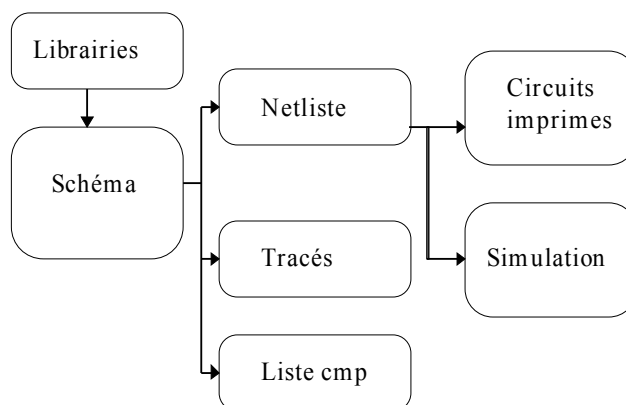 Librairies
Schéma
Netliste
Tracés
Liste cmp
Circuits
imprimes
Simulation